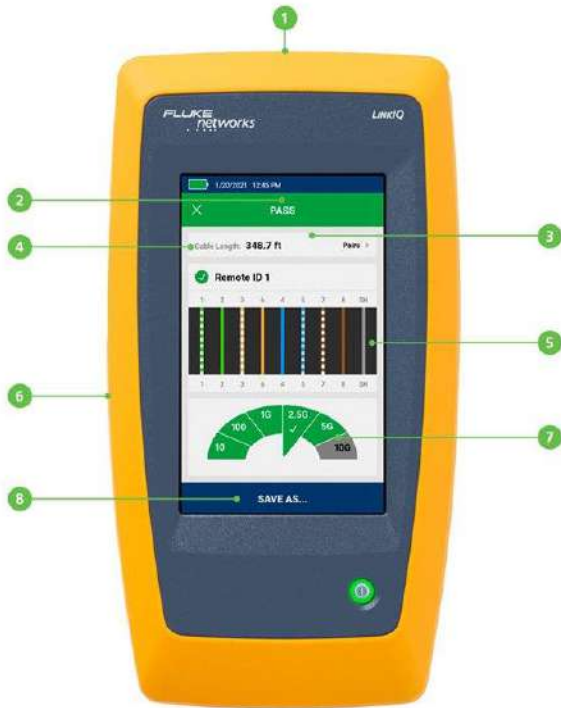 1
FLUKE
networks
LINKIQ
1/20/2021 12:45 PM
2
X PASS
3
4
Cable Length: 348.7 ft Pairs >
Remote ID 1
1 2 3 6 4 5 7 8 SH
5
1 2 3 6 4 5 7 8 SH
6
10 100 1G 2.5G 5G 10G
7
8
SAVE AS...